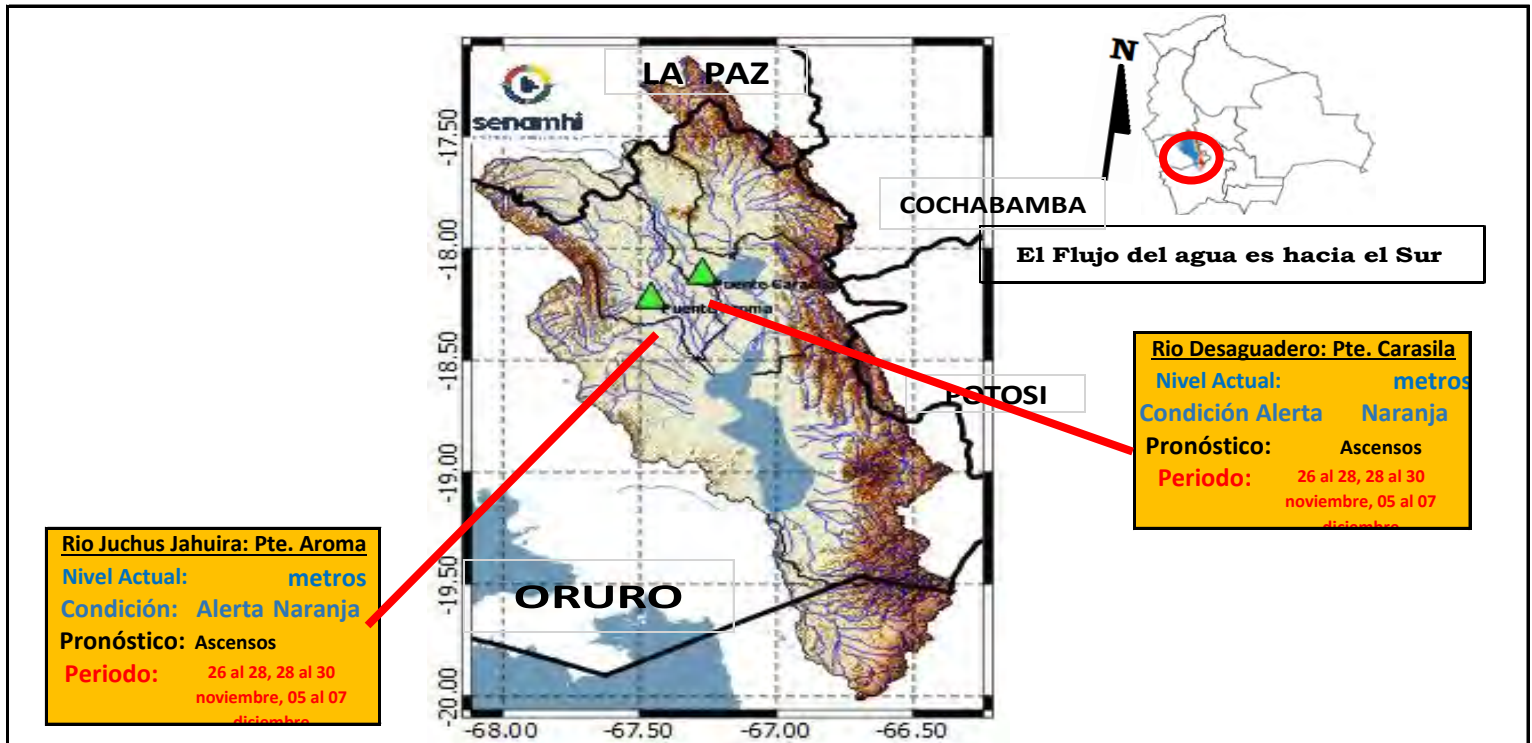 LA PAZ
senamhi
N
COCHABAMBA
El Flujo del agua es hacia el Sur
POTOSI
ORURO
Puente
Puente
Rio Desaguadero: Pte. Carasila
Nivel Actual: metros
Condición Alerta Naranja
Pronóstico: Ascensos
Periodo: 26 al 28, 28 al 30
noviembre, 05 al 07
diciembre
Rio Juchus Jahuira: Pte. Aroma
Nivel Actual: metros
Condición: Alerta Naranja
Pronóstico: Ascensos
Periodo: 26 al 28, 28 al 30
noviembre, 05 al 07
diciembre
-17.50
-18.00
-18.50
-19.00
-19.50
-20.00
-68.00 -67.50 -67.00 -66.50